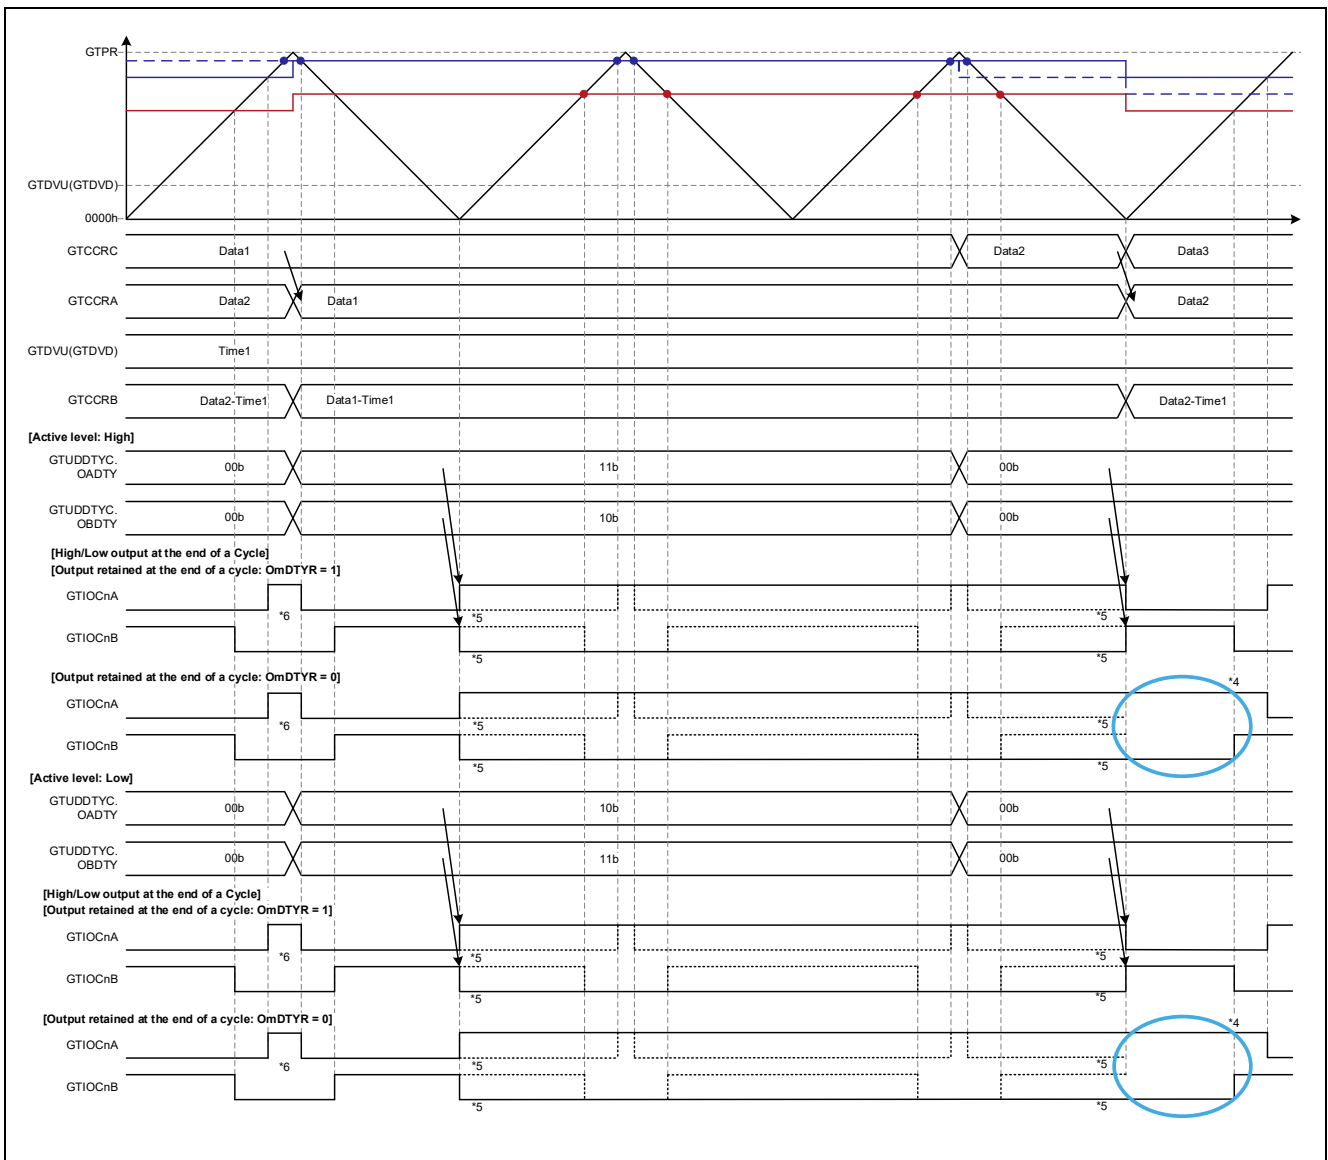 GTPR
GTDVU(GTDVD)
0000h
GTCCRC Data1 Data2 Data3
GTCCRA Data2 Data1 Data2
GTDVU(GTDVD) Time1
GTCCRB Data2-Time1 Data1-Time1 Data2-Time1
[Active level: High]
GTUDDTYC.
OADTY 00b 11b 00b
GTUDDTYC.
OBDTY 00b 10b 00b
[High/Low output at the end of a Cycle]
[Output retained at the end of a cycle: OmDTYR = 1]
GTIOCnA *6 *5 *5
GTIOCnB *5 *5
[Output retained at the end of a cycle: OmDTYR = 0] *4
GTIOCnA *6 *5 *5
GTIOCnB *5 *5
[Active level: Low]
GTUDDTYC.
OADTY 00b 10b 00b
GTUDDTYC.
OBDTY 00b 11b 00b
[High/Low output at the end of a Cycle]
[Output retained at the end of a cycle: OmDTYR = 1]
GTIOCnA *6 *5 *5
GTIOCnB *5 *5
[Output retained at the end of a cycle: OmDTYR = 0] *4
GTIOCnA *6 *5 *5
GTIOCnB *5 *5